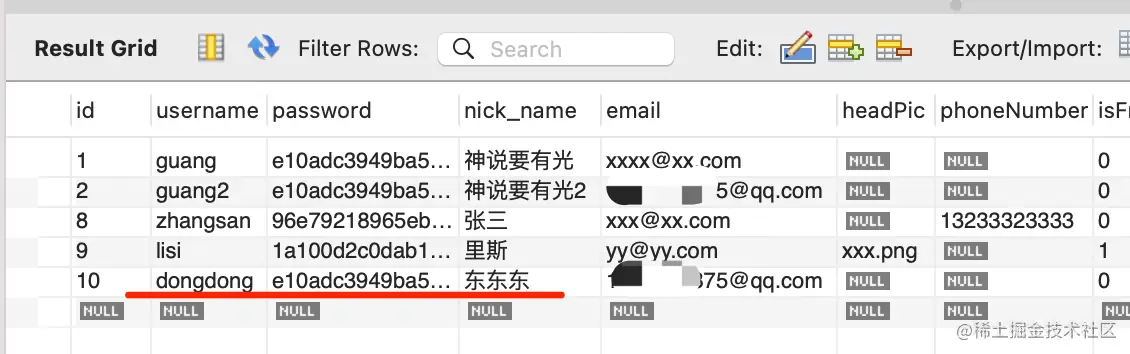 Result Grid Filter Rows: Search Edit: Export/Import:
id username password nick_name email headPic phoneNumber isFr
1 guang e10adc3949ba5... 神说要有光 xxxx@xx.com NULL NULL 0
2 guang2 e10adc3949ba5... 神说要有光2 5@qq.com NULL NULL 0
8 zhangsan 96e79218965eb... 张三 xxx@xx.com NULL 13233323333 0
9 lisi 1a100d2c0dab1... 里斯 yy@yy.com xxx.png NULL 1
10 dongdong e10adc3949ba5... 东东东 375@qq.com NULL NULL 0
NULL NULL NULL NULL NULL NULL NULL
@稀土掘金技术社区